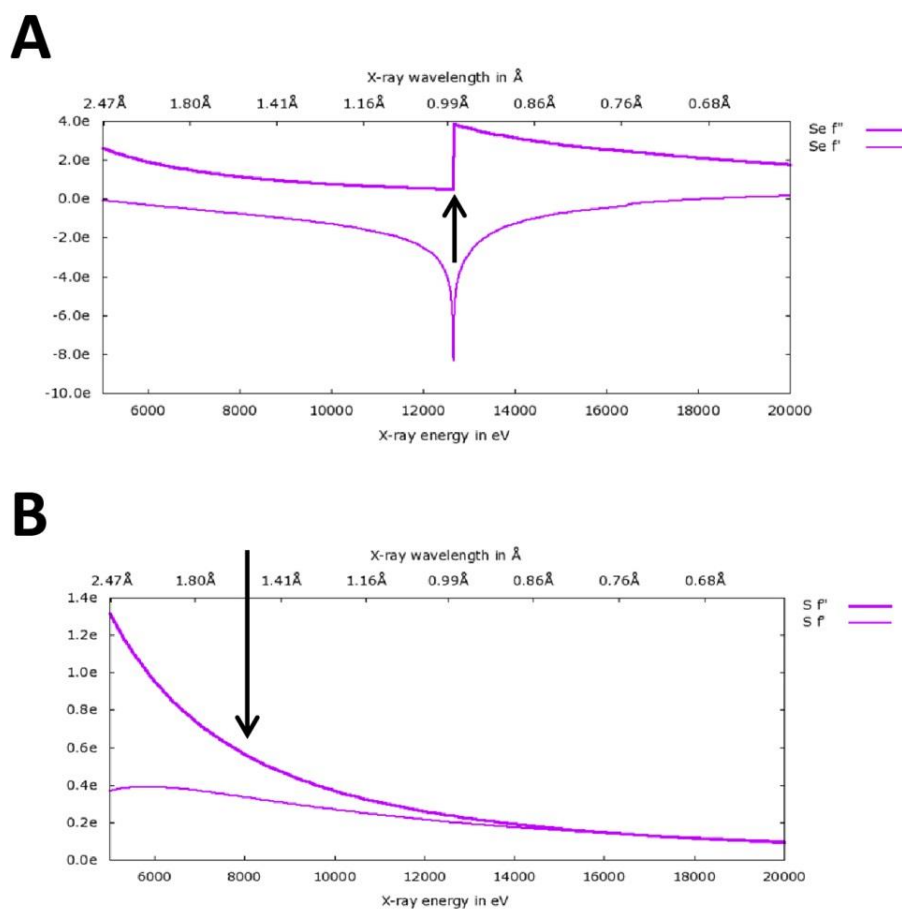 A
X-ray wavelength in Å
2.47Å 1.80Å 1.41Å 1.16Å 0.99Å 0.86Å 0.76Å 0.68Å
4.0e
2.0e
0.0e
-2.0e
-4.0e
-6.0e
-8.0e
-10.0e
Se f"
Se f'
6000 8000 10000 12000 14000 16000 18000 20000
X-ray energy in eV
B
X-ray wavelength in Å
2.47Å 1.80Å 1.41Å 1.16Å 0.99Å 0.86Å 0.76Å 0.68Å
1.4e
1.2e
1.0e
0.8e
0.6e
0.4e
0.2e
0.0e
S f"
S f'
6000 8000 10000 12000 14000 16000 18000 20000
X-ray energy in eV